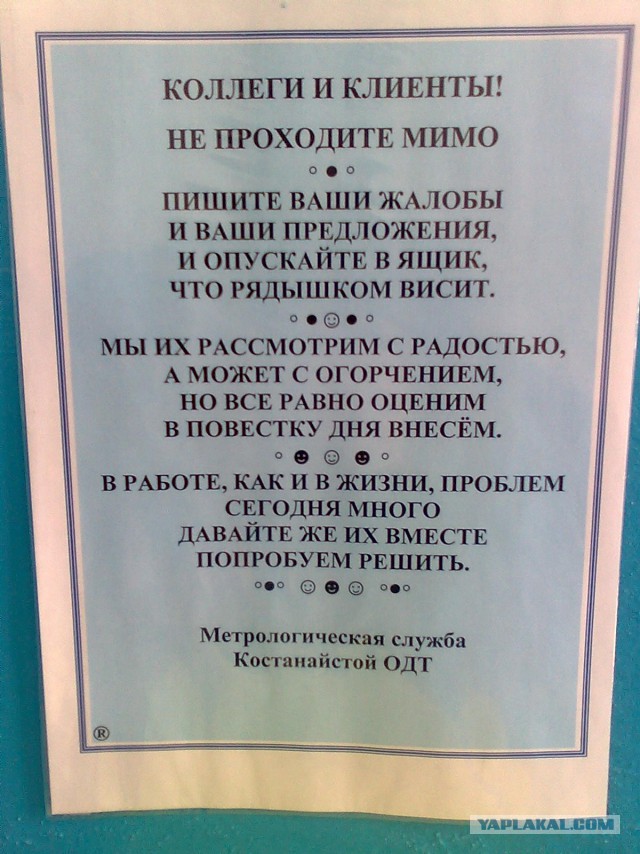 КОЛЛЕГИ И КЛИЕНТЫ!
НЕ ПРОХОДИТЕ МИМО
ПИШИТЕ ВАШИ ЖАЛОБЫ
И ВАШИ ПРЕДЛОЖЕНИЯ,
И ОПУСКАЙТЕ В ЯЩИК,
ЧТО РЯДЫШКОМ ВИСИТ.
МЫ ИХ РАССМОТРИМ С РАДОСТЬЮ,
А МОЖЕТ С ОГОРЧЕНИЕМ,
НО ВСЕ РАВНО ОЦЕНИМ
В ПОВЕСТКУ ДНЯ ВНЕСЁМ.
В РАБОТЕ, КАК И В ЖИЗНИ, ПРОБЛЕМ
СЕГОДНЯ МНОГО
ДАВАЙТЕ ЖЕ ИХ ВМЕСТЕ
ПОПРОБУЕМ РЕШИТЬ.
Метрологическая служба
Костанайстой ОДТ
®
YAPLAKAL.COM